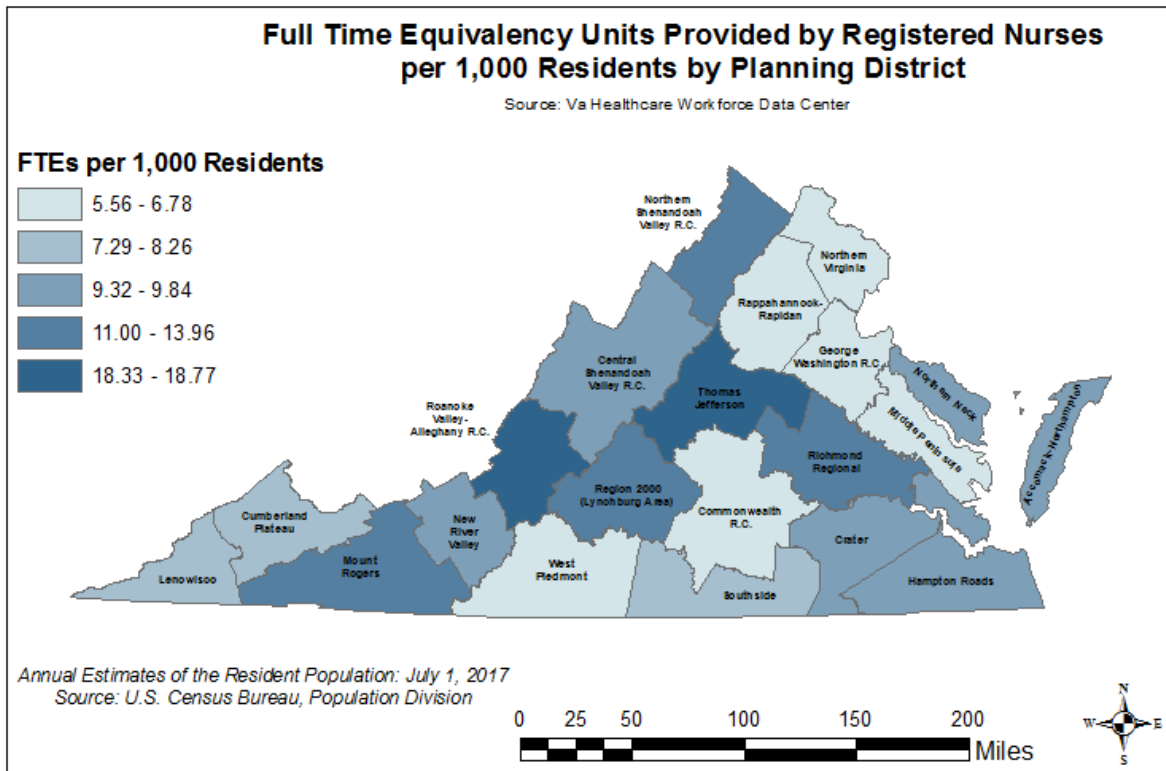 Full Time Equivalency Units Provided by Registered Nurses
per 1,000 Residents by Planning District
Source: Va Healthcare Workforce Data Center
FTEs per 1,000 Residents
5.56 - 6.78
7.29 - 8.26
9.32 - 9.84
11.00 - 13.96
18.33 - 18.77
Northern
Shenandoah
Valley R.C.
Northern
Virginia
Rappahannock-
Rapidan
George
Washington R.C.
Central
Shenandoah
Valley R.C.
Thomas
Jefferson
Northern Neck
Middle Peninsula
Accomack-Northampton
Roanoke
Valley-
Alleghany R.C.
Richmond
Regional
Region 2000
(Lynchburg Area)
Commonwealth
R.C.
Cumberland
Plateau
New
River
Valley
Crater
Mount
Rogers
West
Piedmont
Lenowisco
Southside
Hampton Roads
Annual Estimates of the Resident Population: July 1, 2017
Source: U.S. Census Bureau, Population Division
0 25 50 100 150 200
Miles
N
W E
S